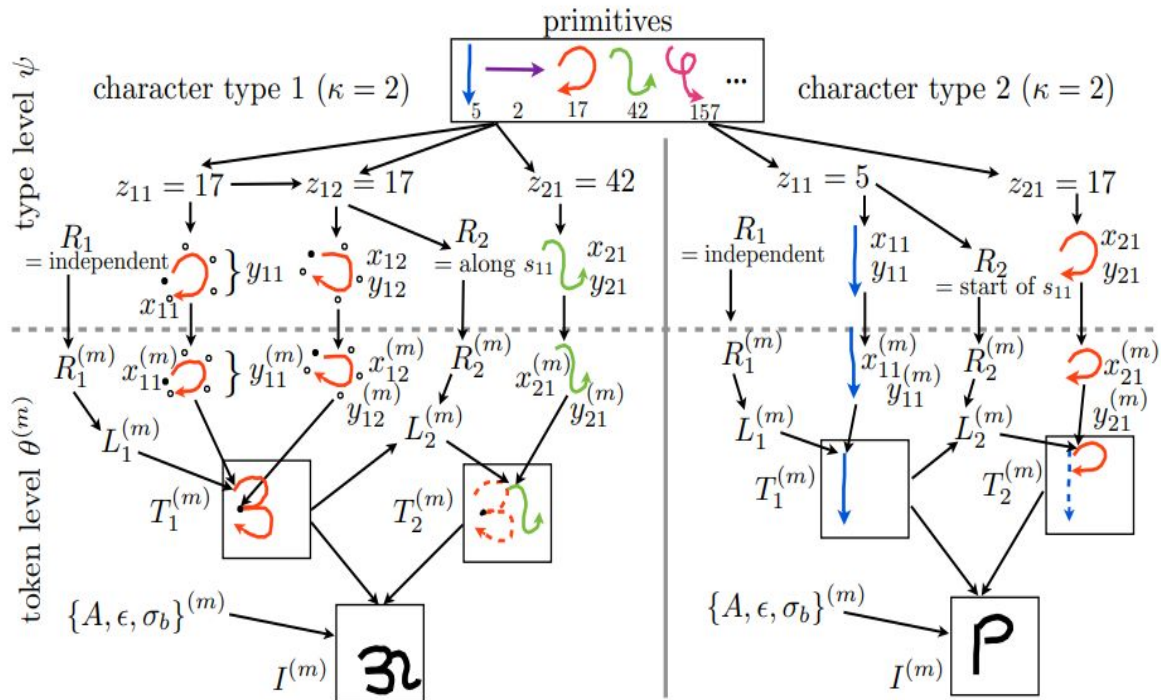 primitives
5 2 17 42 157 ...
type level ψ
character type 1 (κ = 2)
character type 2 (κ = 2)
z₁₁ = 17
z₁₂ = 17
z₂₁ = 42
z₁₁ = 5
z₂₁ = 17
R₁
= independent
x₁₁
} y₁₁
x₁₂
y₁₂
R₂
= along s₁₁
x₂₁
y₂₁
R₁
= independent
x₁₁
y₁₁
R₂
= start of s₁₁
x₂₁
y₂₁
token level θ⁽ᵐ⁾
R₁⁽ᵐ⁾
x₁₁⁽ᵐ⁾
} y₁₁⁽ᵐ⁾
x₁₂⁽ᵐ⁾
y₁₂⁽ᵐ⁾
R₂⁽ᵐ⁾
x₂₁⁽ᵐ⁾
y₂₁⁽ᵐ⁾
L₁⁽ᵐ⁾
L₂⁽ᵐ⁾
T₁⁽ᵐ⁾
T₂⁽ᵐ⁾
{A, ϵ, σ_b}⁽ᵐ⁾
I⁽ᵐ⁾
R₁⁽ᵐ⁾
x₁₁⁽ᵐ⁾
y₁₁⁽ᵐ⁾
R₂⁽ᵐ⁾
x₂₁⁽ᵐ⁾
y₂₁⁽ᵐ⁾
L₁⁽ᵐ⁾
L₂⁽ᵐ⁾
T₁⁽ᵐ⁾
T₂⁽ᵐ⁾
{A, ϵ, σ_b}⁽ᵐ⁾
I⁽ᵐ⁾